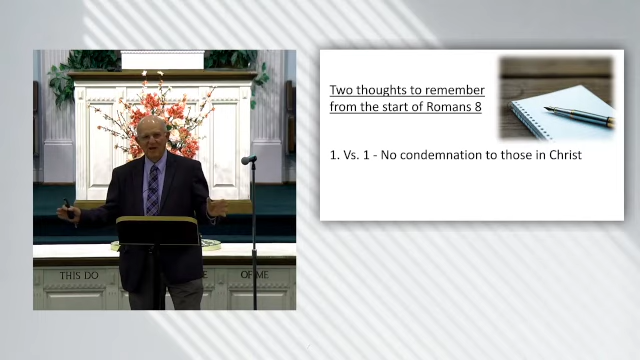 Two thoughts to remember
from the start of Romans 8
1. Vs. 1 - No condemnation to those in Christ
THIS DO
OF ME